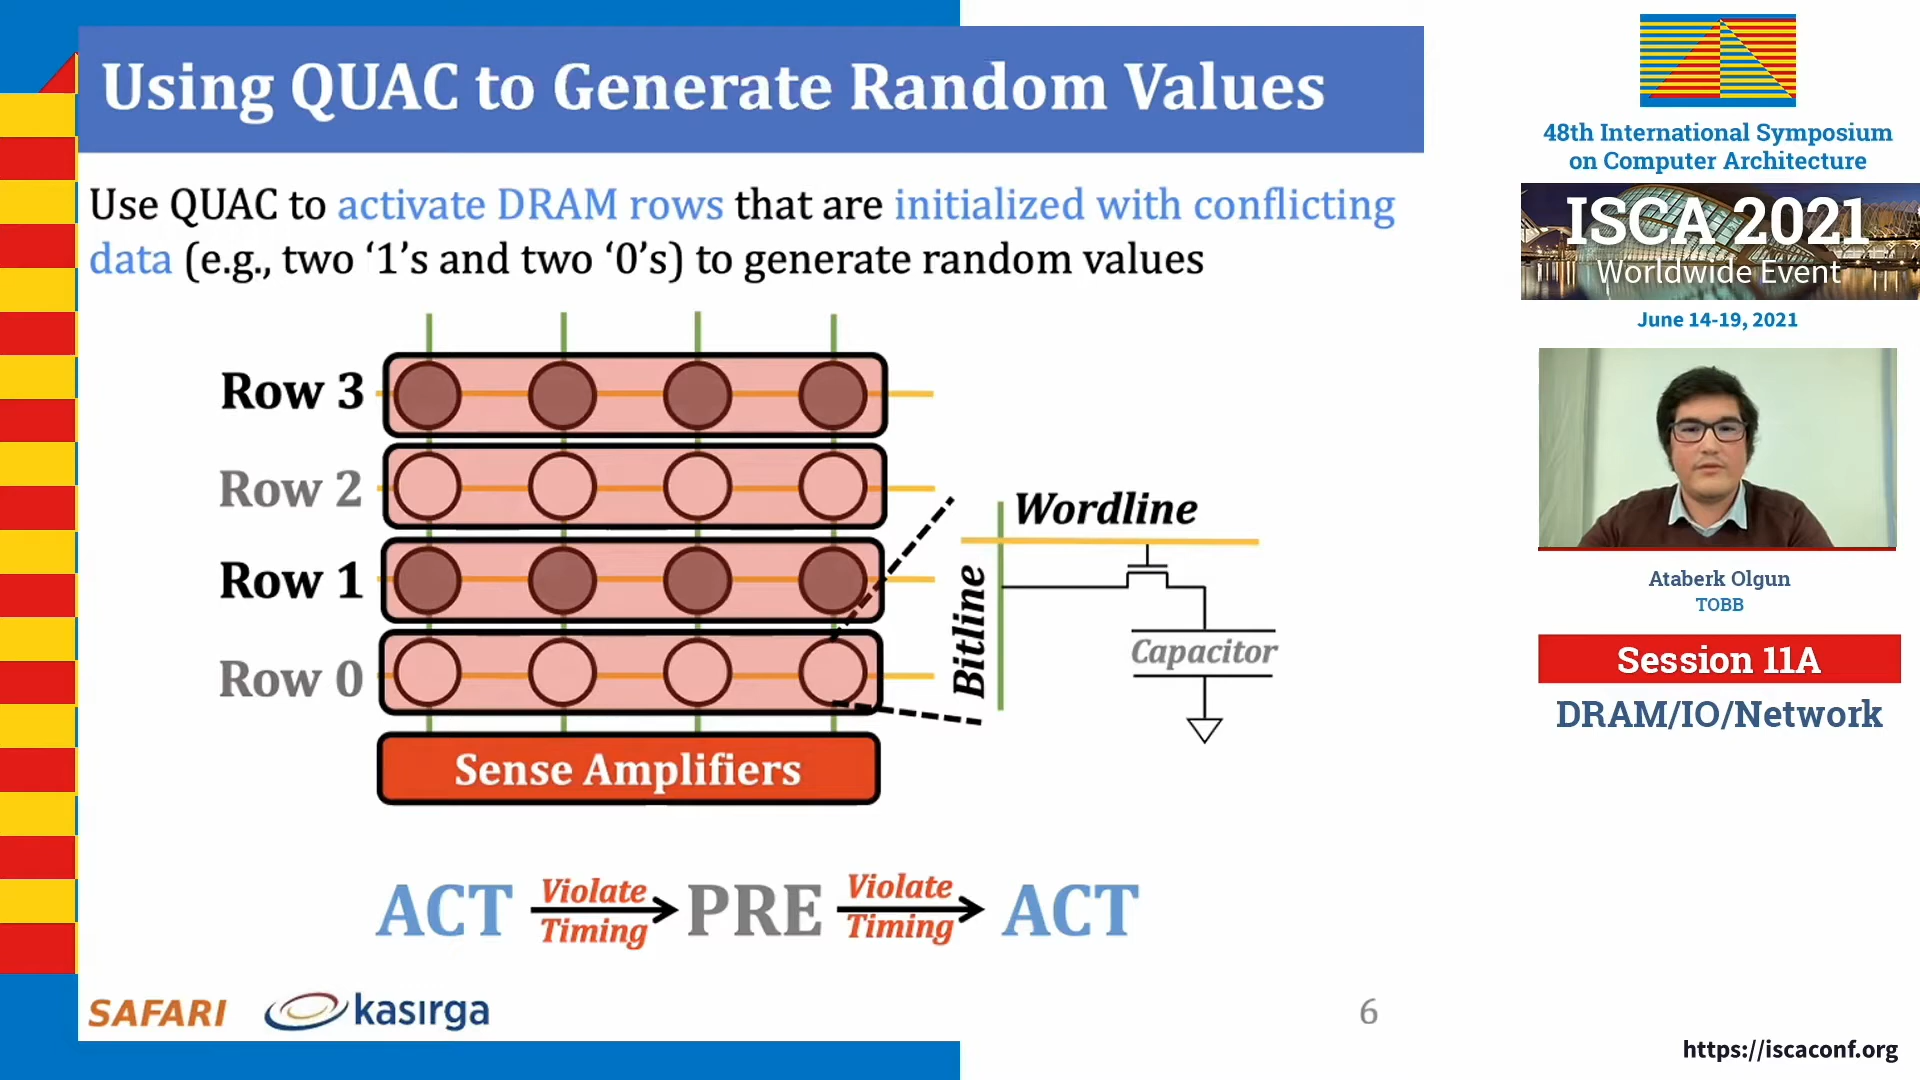 Using QUAC to Generate Random Values
Use QUAC to activate DRAM rows that are initialized with conflicting
data (e.g., two ‘1’s and two ‘0’s) to generate random values
Row 3
Row 2
Row 1
Row 0
Sense Amplifiers
Wordline
Bitline
Capacitor
ACT
Violate
Timing
PRE
Violate
Timing
ACT
SAFARI
kasırga
6
48th International Symposium
on Computer Architecture
ISCA 2021
Worldwide Event
June 14-19, 2021
Ataberk Olgun
TOBB
Session 11A
DRAM/IO/Network
https://iscaconf.org